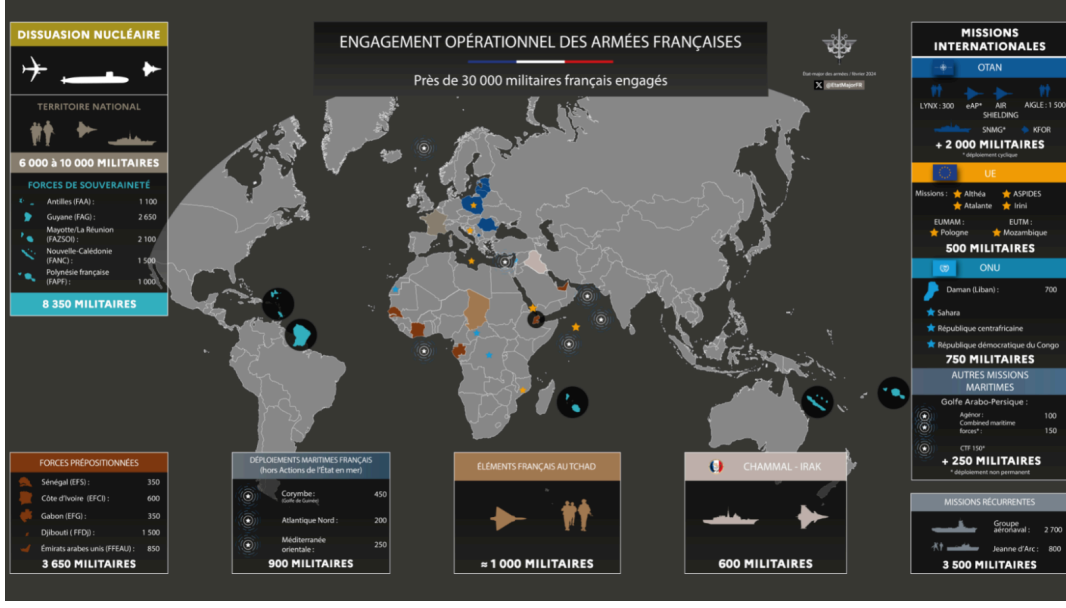 DISSUASION NUCLÉAIRE
TERRITOIRE NATIONAL
6 000 à 10 000 MILITAIRES
FORCES DE SOUVERAINETÉ
Antilles (FAA) : 1 100
Guyane (FAG) : 2 650
Mayotte/La Réunion
(FAZSOI) : 2 100
Nouvelle-Calédonie
(FANC) : 1 500
Polynésie française
(FAPF) : 1 000
8 350 MILITAIRES
ENGAGEMENT OPÉRATIONNEL DES ARMÉES FRANÇAISES
Près de 30 000 militaires français engagés
État-major des armées / février 2024
X @EtatMajorFR
MISSIONS
INTERNATIONALES
OTAN
LYNX : 300 eAP* AIR AIGLE : 1 500
SHIELDING
SNMG* KFOR
+ 2 000 MILITAIRES
* déploiement cyclique
UE
Missions : Althéa ASPIDES
Atalante Irini
EUMAM : EUTM :
Pologne Mozambique
500 MILITAIRES
ONU
Daman (Liban) : 700
Sahara
République centrafricaine
République démocratique du Congo
750 MILITAIRES
AUTRES MISSIONS
MARITIMES
Golfe Arabo-Persique :
Agénor : 100
Combined maritime
forces* : 150
CTF 150*
+ 250 MILITAIRES
* déploiement non permanent
FORCES PRÉPOSITIONNÉES
Sénégal (EFS) : 350
Côte d'Ivoire (EFCI) : 600
Gabon (EFG) : 350
Djibouti ( FFDj) : 1 500
Émirats arabes unis (FFEAU) : 850
3 650 MILITAIRES
DÉPLOIEMENTS MARITIMES FRANÇAIS
(hors Actions de l'État en mer)
Corymbe : 450
(Golfe de Guinée)
Atlantique Nord : 200
Méditerranée
orientale : 250
900 MILITAIRES
ÉLÉMENTS FRANÇAIS AU TCHAD
≈ 1 000 MILITAIRES
CHAMMAL - IRAK
600 MILITAIRES
MISSIONS RÉCURRENTES
Groupe
aéronaval : 2 700
Jeanne d'Arc : 800
3 500 MILITAIRES